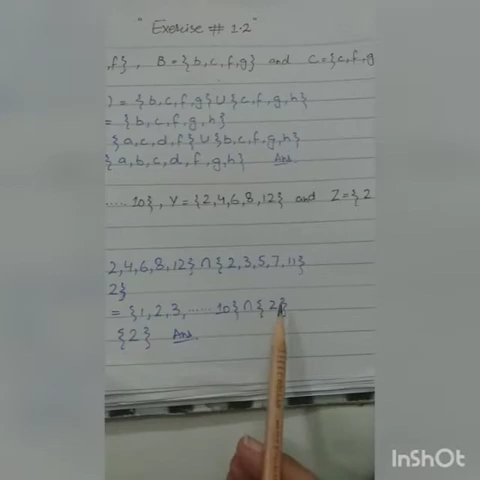 "Exercise # 1.2"
,f} , B = {b,c,f,g} and C = {c,f,g
) = {b,c,f,g} ∪ {c,f,g,h}
= {b,c,f,g,h}
{a,c,d,f} ∪ {b,c,f,g,h}
{a,b,c,d,f,g,h} Ans
..... 10} , Y = {2,4,6,8,12} and Z = {2
2,4,6,8,12} ∩ {2,3,5,7,11}
2}
= {1,2,3,......10} ∩ {2}
{2} Ans
InShOt